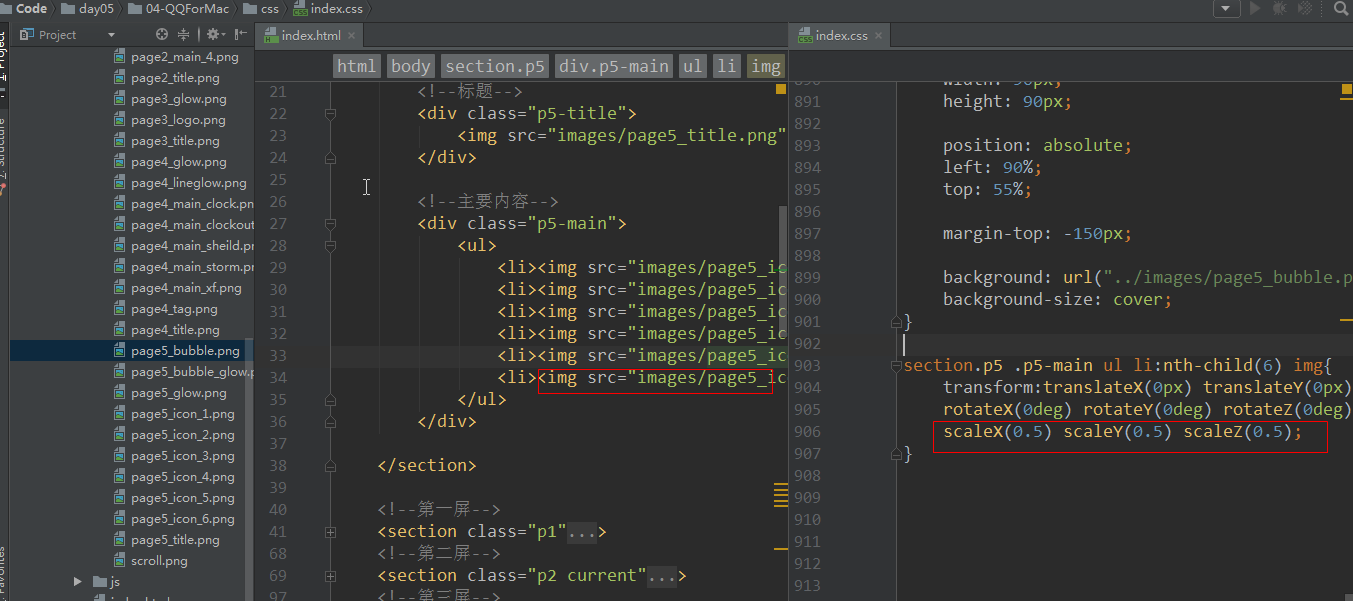 Code day05 04-QQForMac css index.css
Project
index.html
index.css
1: Project
page2_main_4.png
page2_title.png
page3_glow.png
page3_logo.png
page3_title.png
page4_glow.png
page4_lineglow.png
page4_main_clock.pn
page4_main_clockout
page4_main_sheild.pn
page4_main_storm.pn
page4_main_xf.png
page4_tag.png
page4_title.png
page5_bubble.png
page5_bubble_glow.p
page5_glow.png
page5_icon_1.png
page5_icon_2.png
page5_icon_3.png
page5_icon_4.png
page5_icon_5.png
page5_icon_6.png
page5_title.png
scroll.png
js
html body section.p5 div.p5-main ul li img
21 <!--标题-->
22 <div class="p5-title">
23 <img src="images/page5_title.png"
24 </div>
25
26 <!--主要内容-->
27 <div class="p5-main">
28 <ul>
29 <li><img src="images/page5_ic
30 <li><img src="images/page5_ic
31 <li><img src="images/page5_ic
32 <li><img src="images/page5_ic
33 <li><img src="images/page5_ic
34 <li><img src="images/page5_ic
35 </ul>
36 </div>
37
38 </section>
39
40 <!--第一屏-->
41 <section class="p1"...>
68 <!--第二屏-->
69 <section class="p2 current"...>
97 <!--第三屏-->
width: 90px;
891 height: 90px;
892
893 position: absolute;
894 left: 90%;
895 top: 55%;
896
897 margin-top: -150px;
898
899 background: url("../images/page5_bubble.p
900 background-size: cover;
901 }
902
903 section.p5 .p5-main ul li:nth-child(6) img{
904 transform:translateX(0px) translateY(0px)
905 rotateX(0deg) rotateY(0deg) rotateZ(0deg)
906 scaleX(0.5) scaleY(0.5) scaleZ(0.5);
907 }
908
909
910
911
912
913